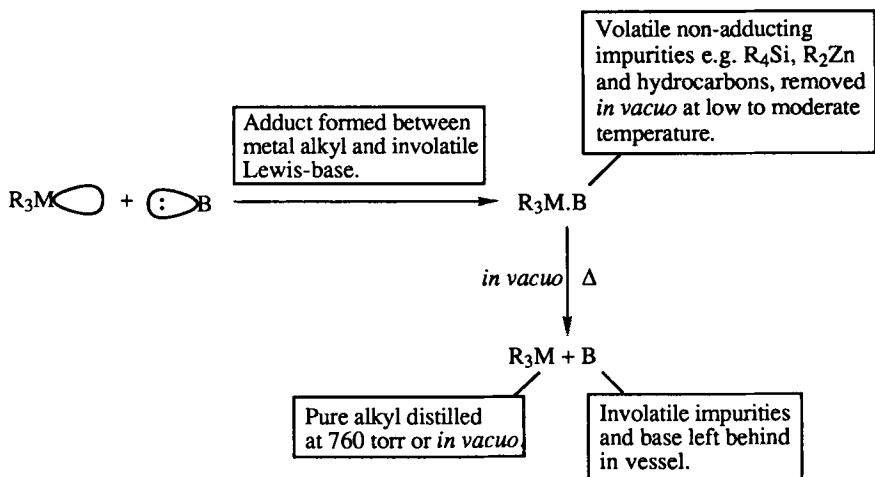 Volatile non-adducting
impurities e.g. R₄Si, R₂Zn
and hydrocarbons, removed
in vacuo at low to moderate
temperature.
Adduct formed between
metal alkyl and involatile
Lewis-base.
R₃M + : B
R₃M.B
in vacuo Δ
R₃M + B
Pure alkyl distilled
at 760 torr or in vacuo.
Involatile impurities
and base left behind
in vessel.